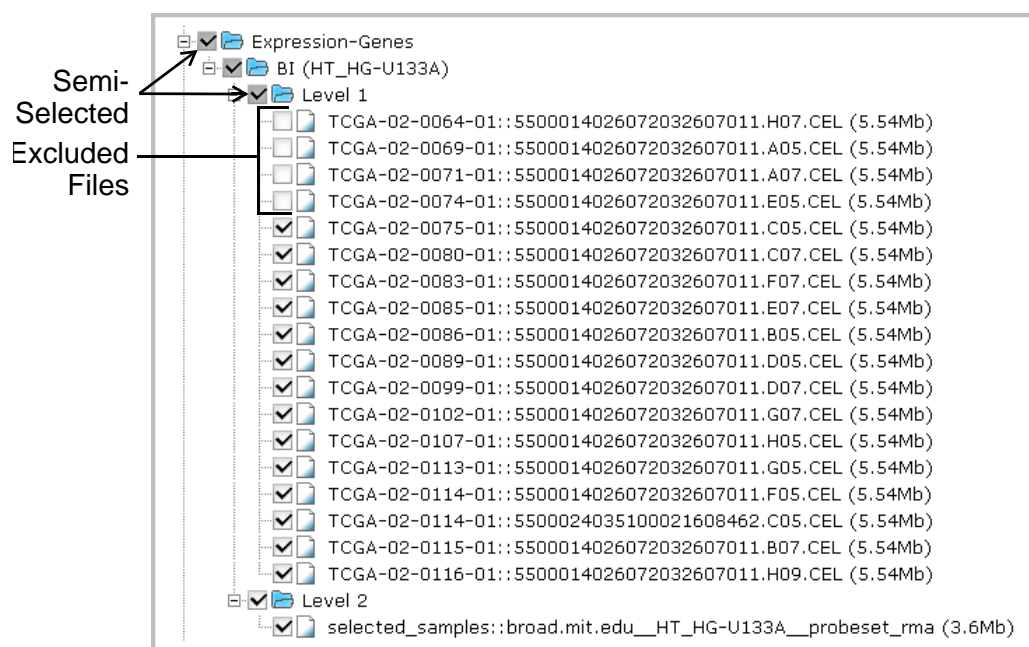 Expression-Genes
BI (HT_HG-U133A)
Semi-
Selected
Level 1
TCGA-02-0064-01::5500014026072032607011.H07.CEL (5.54Mb)
Excluded
Files
TCGA-02-0069-01::5500014026072032607011.A05.CEL (5.54Mb)
TCGA-02-0071-01::5500014026072032607011.A07.CEL (5.54Mb)
TCGA-02-0074-01::5500014026072032607011.E05.CEL (5.54Mb)
TCGA-02-0075-01::5500014026072032607011.C05.CEL (5.54Mb)
TCGA-02-0080-01::5500014026072032607011.C07.CEL (5.54Mb)
TCGA-02-0083-01::5500014026072032607011.F07.CEL (5.54Mb)
TCGA-02-0085-01::5500014026072032607011.E07.CEL (5.54Mb)
TCGA-02-0086-01::5500014026072032607011.B05.CEL (5.54Mb)
TCGA-02-0089-01::5500014026072032607011.D05.CEL (5.54Mb)
TCGA-02-0099-01::5500014026072032607011.D07.CEL (5.54Mb)
TCGA-02-0102-01::5500014026072032607011.G07.CEL (5.54Mb)
TCGA-02-0107-01::5500014026072032607011.H05.CEL (5.54Mb)
TCGA-02-0113-01::5500014026072032607011.G05.CEL (5.54Mb)
TCGA-02-0114-01::5500014026072032607011.F05.CEL (5.54Mb)
TCGA-02-0114-01::5500024035100021608462.C05.CEL (5.54Mb)
TCGA-02-0115-01::5500014026072032607011.B07.CEL (5.54Mb)
TCGA-02-0116-01::5500014026072032607011.H09.CEL (5.54Mb)
Level 2
selected_samples::broad.mit.edu__HT_HG-U133A__probeset_rma (3.6Mb)